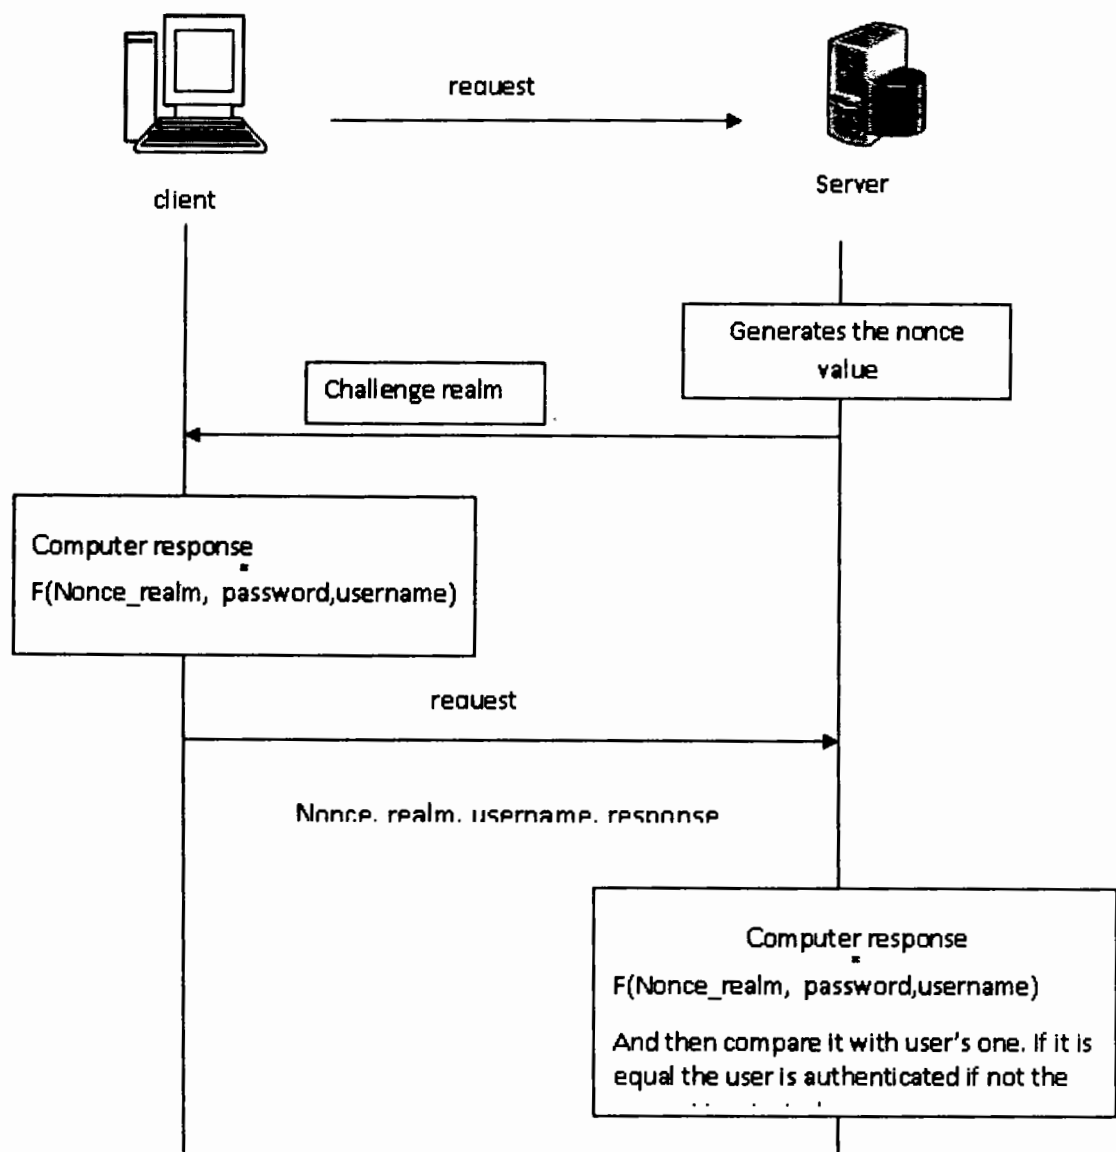 request
client
Server
Generates the nonce
value
Challenge realm
Computer response
F(Nonce_realm, password,username)
request
Nonce, realm, username, response
Computer response
F(Nonce_realm, password,username)
And then compare it with user's one. If it is
equal the user is authenticated if not the